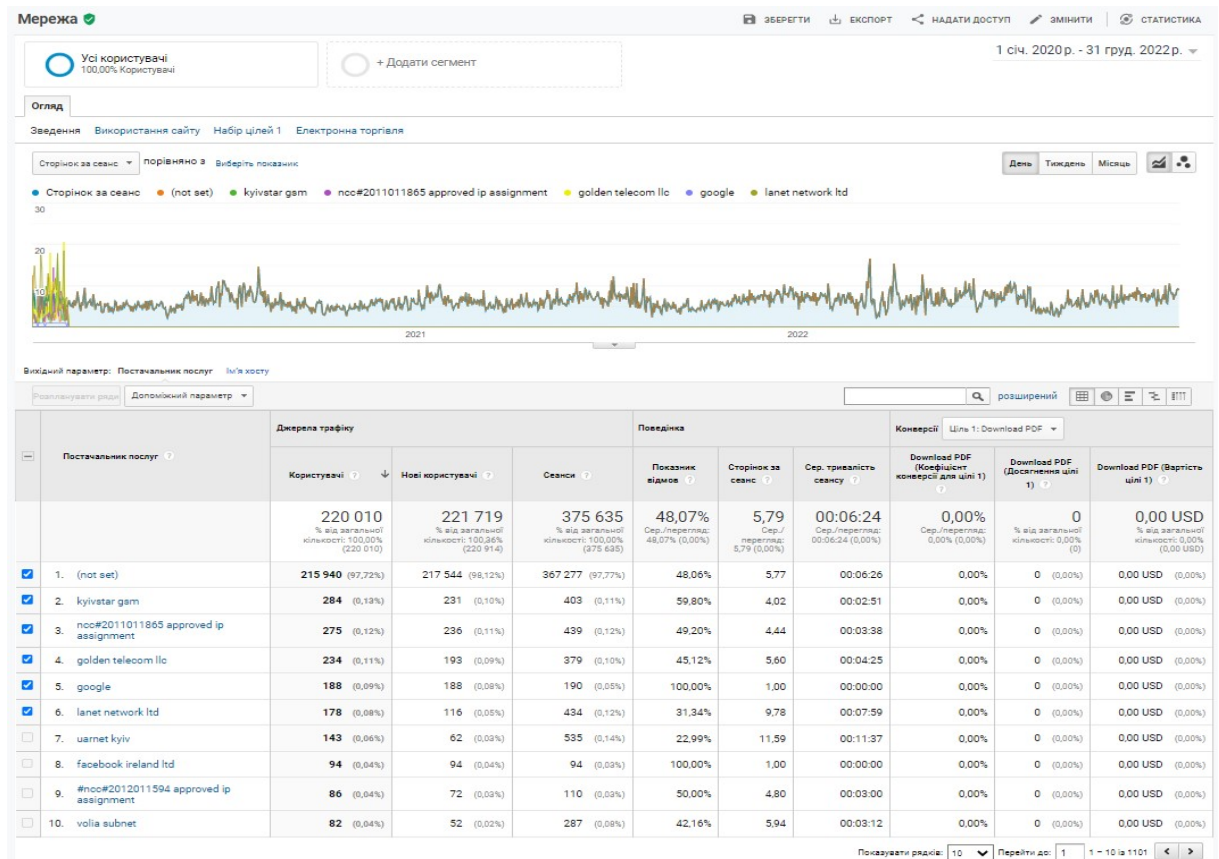 Мережа
ЗБЕРЕГТИ ЕКСПОРТ НАДАТИ ДОСТУП ЗМІНИТИ СТАТИСТИКА
Усі користувачі
100,00% Користувачі
+ Додати сегмент
1 січ. 2020 р. - 31 груд. 2022 р.
Огляд
Зведення Використання сайту Набір цілей 1 Електронна торгівля
Сторінок за сеанс порівняно з Виберіть показник
День Тиждень Місяць
Сторінок за сеанс (not set) kyivstar gsm ncc#2011011865 approved ip assignment golden telecom llc google lanet network ltd
30
20
10
2021 2022
Вихідний параметр: Постачальник послуг Ім'я хосту
Розпланувати ряди Допоміжний параметр
розширений
Джерела трафіку Поведінка Конверсії Ціль 1: Download PDF
Постачальник послуг ?
Користувачі ? Нові користувачі ? Сеанси ? Показник відмов ? Сторінок за сеанс ? Сер. тривалість сеансу ? Download PDF (Коефіцієнт конверсії для цілі 1) ? Download PDF (Досягнення цілі 1) ? Download PDF (Вартість цілі 1) ?
220 010 221 719 375 635 48,07% 5,79 00:06:24 0,00% 0 0,00 USD
% від загальної кількості: 100,00% (220 010) % від загальної кількості: 100,36% (220 914) % від загальної кількості: 100,00% (375 635) Сер./перегляд: 48,07% (0,00%) Сер./перегляд: 5,79 (0,00%) Сер./перегляд: 00:06:24 (0,00%) Сер./перегляд: 0,00% (0,00%) % від загальної кількості: 0,00% (0) % від загальної кількості: 0,00% (0,00 USD)
1. (not set) 215 940 (97,72%) 217 544 (98,12%) 367 277 (97,77%) 48,06% 5,77 00:06:26 0,00% 0 (0,00%) 0,00 USD (0,00%)
2. kyivstar gsm 284 (0,13%) 231 (0,10%) 403 (0,11%) 59,80% 4,02 00:02:51 0,00% 0 (0,00%) 0,00 USD (0,00%)
3. ncc#2011011865 approved ip assignment 275 (0,12%) 236 (0,11%) 439 (0,12%) 49,20% 4,44 00:03:38 0,00% 0 (0,00%) 0,00 USD (0,00%)
4. golden telecom llc 234 (0,11%) 193 (0,09%) 379 (0,10%) 45,12% 5,60 00:04:25 0,00% 0 (0,00%) 0,00 USD (0,00%)
5. google 188 (0,09%) 188 (0,08%) 190 (0,05%) 100,00% 1,00 00:00:00 0,00% 0 (0,00%) 0,00 USD (0,00%)
6. lanet network ltd 178 (0,08%) 116 (0,05%) 434 (0,12%) 31,34% 9,78 00:07:59 0,00% 0 (0,00%) 0,00 USD (0,00%)
7. uarnet kyiv 143 (0,06%) 62 (0,03%) 535 (0,14%) 22,99% 11,59 00:11:37 0,00% 0 (0,00%) 0,00 USD (0,00%)
8. facebook ireland ltd 94 (0,04%) 94 (0,04%) 94 (0,03%) 100,00% 1,00 00:00:00 0,00% 0 (0,00%) 0,00 USD (0,00%)
9. #ncc#2012011594 approved ip assignment 86 (0,04%) 72 (0,03%) 110 (0,03%) 50,00% 4,80 00:03:00 0,00% 0 (0,00%) 0,00 USD (0,00%)
10. volia subnet 82 (0,04%) 52 (0,02%) 287 (0,08%) 42,16% 5,94 00:03:12 0,00% 0 (0,00%) 0,00 USD (0,00%)
Показувати рядків: 10 Перейти до: 1 1 – 10 із 1101